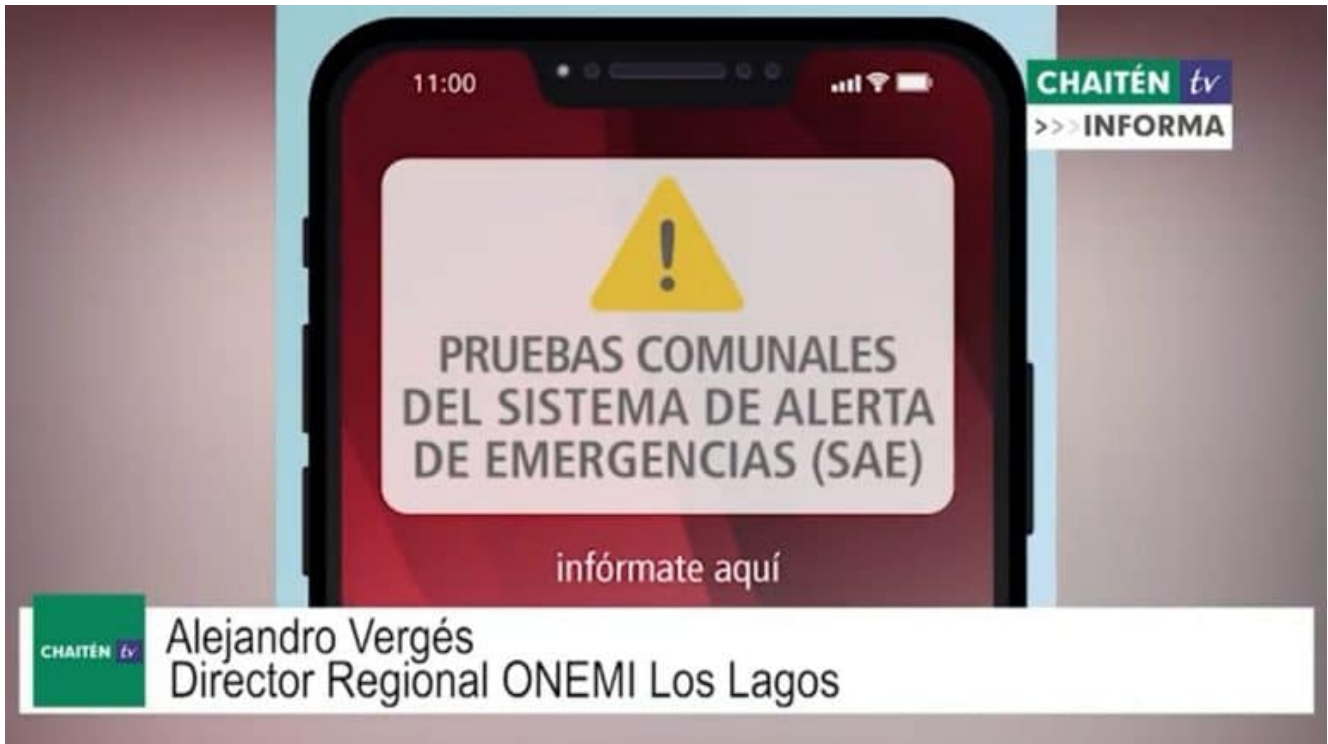 11:00
CHAITÉN tv
>>> INFORMA
!
PRUEBAS COMUNALES
DEL SISTEMA DE ALERTA
DE EMERGENCIAS (SAE)
infórmate aquí
CHAITÉN tv
Alejandro Vergés
Director Regional ONEMI Los Lagos